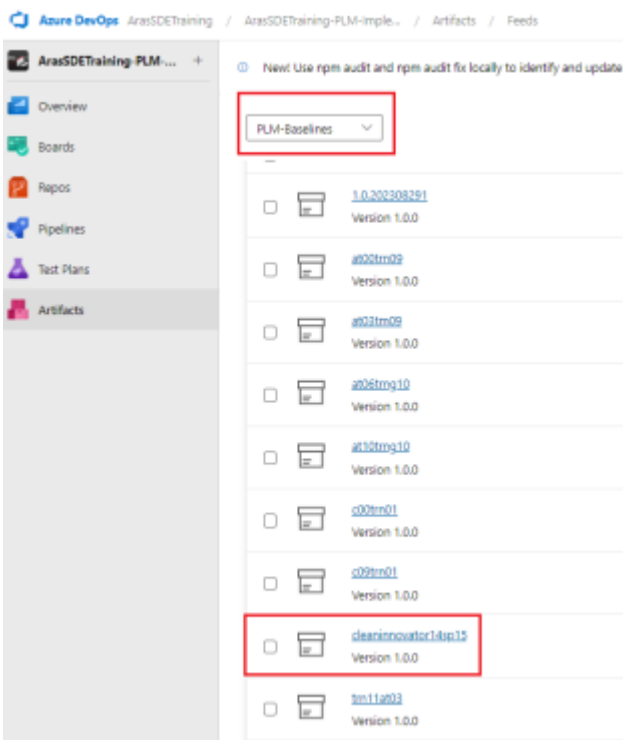 Azure DevOps ArasSDETraining / ArasSDETraining-PLM-Imple... / Artifacts / Feeds
ArasSDETraining-PLM-... +
New! Use npm audit and npm audit fix locally to identify and update
Overview
PLM-Baselines
Boards
Repos
Pipelines
Test Plans
Artifacts
1.0.202308291
Version 1.0.0
at00trn09
Version 1.0.0
at03trn09
Version 1.0.0
at06trng10
Version 1.0.0
at10trng10
Version 1.0.0
c00trn01
Version 1.0.0
c09trn01
Version 1.0.0
cleaninnovator14sp15
Version 1.0.0
trn11at03
Version 1.0.0